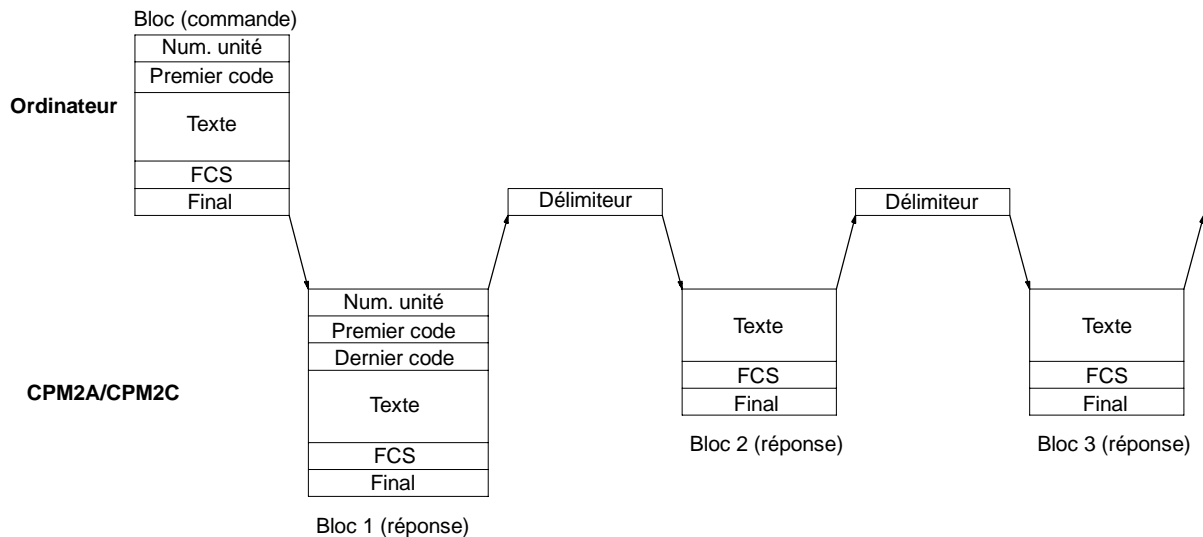 Bloc (commande)
Num. unité
Premier code
Ordinateur
Texte
FCS
Final
Délimiteur
Délimiteur
Num. unité
Premier code
Dernier code
CPM2A/CPM2C
Texte
FCS
Final
Bloc 1 (réponse)
Texte
FCS
Final
Bloc 2 (réponse)
Texte
FCS
Final
Bloc 3 (réponse)